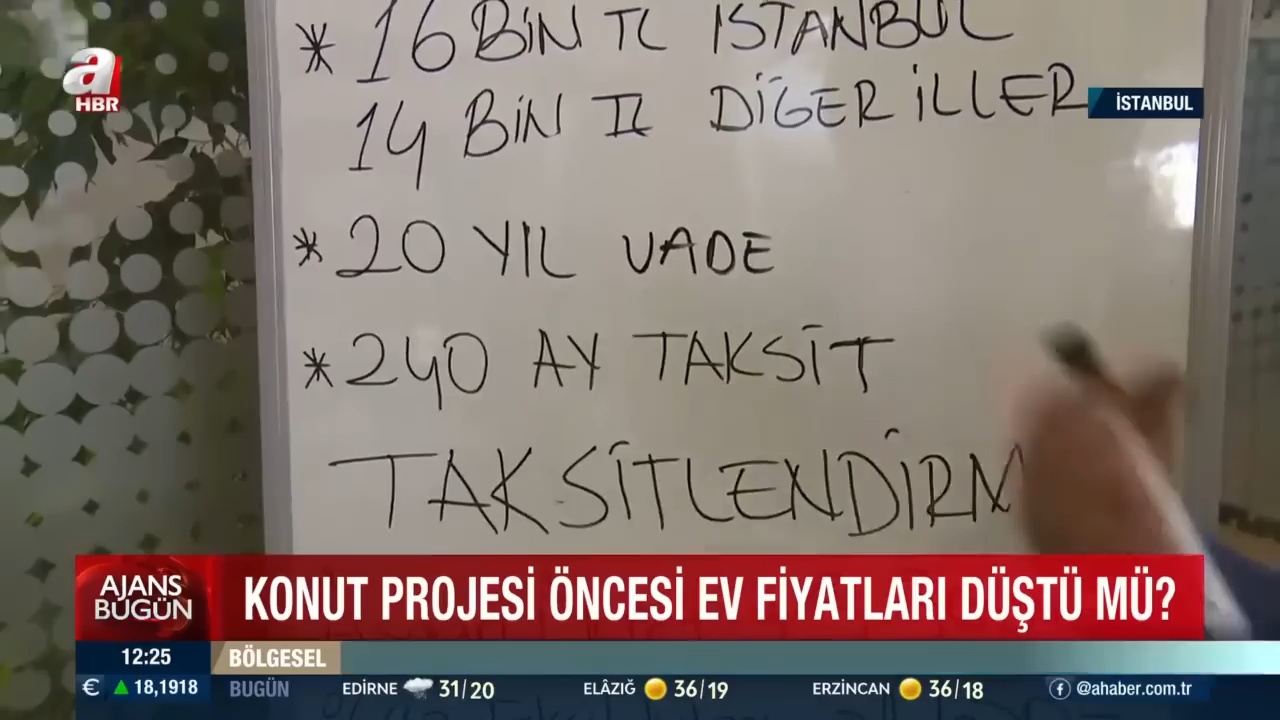 * 16 BİN TL İSTANBUL
14 BİN TL DİĞER İLLER
* 20 YIL VADE
* 240 AY TAKSİT
TAKSİTLENDİRM
a
HBR
İSTANBUL
AJANS BUGÜN
KONUT PROJESİ ÖNCESİ EV FİYATLARI DÜŞTÜ MÜ?
12:25 BÖLGESEL
€ 18,1918 BUGÜN EDİRNE 31/20 ELÂZIĞ 36/19 ERZİNCAN 36/18 @ahaber.com.tr